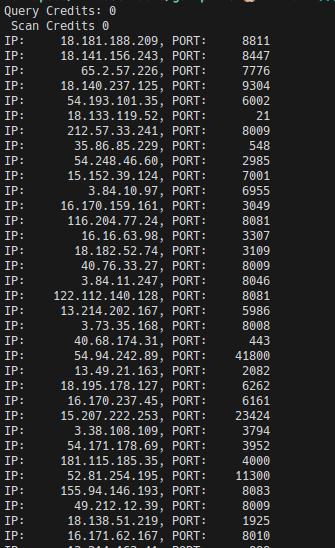 Query Credits: 0
Scan Credits 0
IP: 18.181.188.209, PORT: 8811
IP: 18.141.156.243, PORT: 8447
IP: 65.2.57.226, PORT: 7776
IP: 18.140.237.125, PORT: 9304
IP: 54.193.101.35, PORT: 6002
IP: 18.133.119.52, PORT: 21
IP: 212.57.33.241, PORT: 8009
IP: 35.86.85.229, PORT: 548
IP: 54.248.46.60, PORT: 2985
IP: 15.152.39.124, PORT: 7001
IP: 3.84.10.97, PORT: 6955
IP: 16.170.159.161, PORT: 3049
IP: 116.204.77.24, PORT: 8081
IP: 16.16.63.98, PORT: 3307
IP: 18.182.52.74, PORT: 3109
IP: 40.76.33.27, PORT: 8009
IP: 3.84.11.247, PORT: 8046
IP: 122.112.140.128, PORT: 8081
IP: 13.214.202.167, PORT: 5986
IP: 3.73.35.168, PORT: 8008
IP: 40.68.174.31, PORT: 443
IP: 54.94.242.89, PORT: 41800
IP: 13.49.21.163, PORT: 2082
IP: 18.195.178.127, PORT: 6262
IP: 16.170.237.45, PORT: 6161
IP: 15.207.222.253, PORT: 23424
IP: 3.38.108.109, PORT: 3794
IP: 54.171.178.69, PORT: 3952
IP: 181.115.185.35, PORT: 4000
IP: 52.81.254.195, PORT: 11300
IP: 155.94.146.193, PORT: 8083
IP: 49.212.12.39, PORT: 8009
IP: 18.138.51.219, PORT: 1925
IP: 16.171.62.167, PORT: 8010